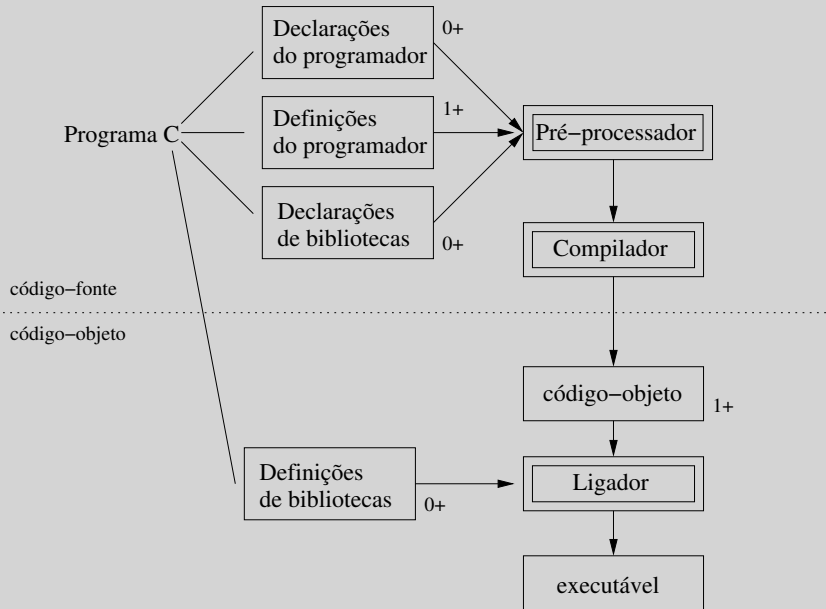 Declarações
do programador
0+
Definições
do programador
1+
Programa C
Pré−processador
Declarações
de bibliotecas
0+
Compilador
código−fonte
código−objeto
código−objeto
1+
Definições
de bibliotecas
0+
Ligador
executável